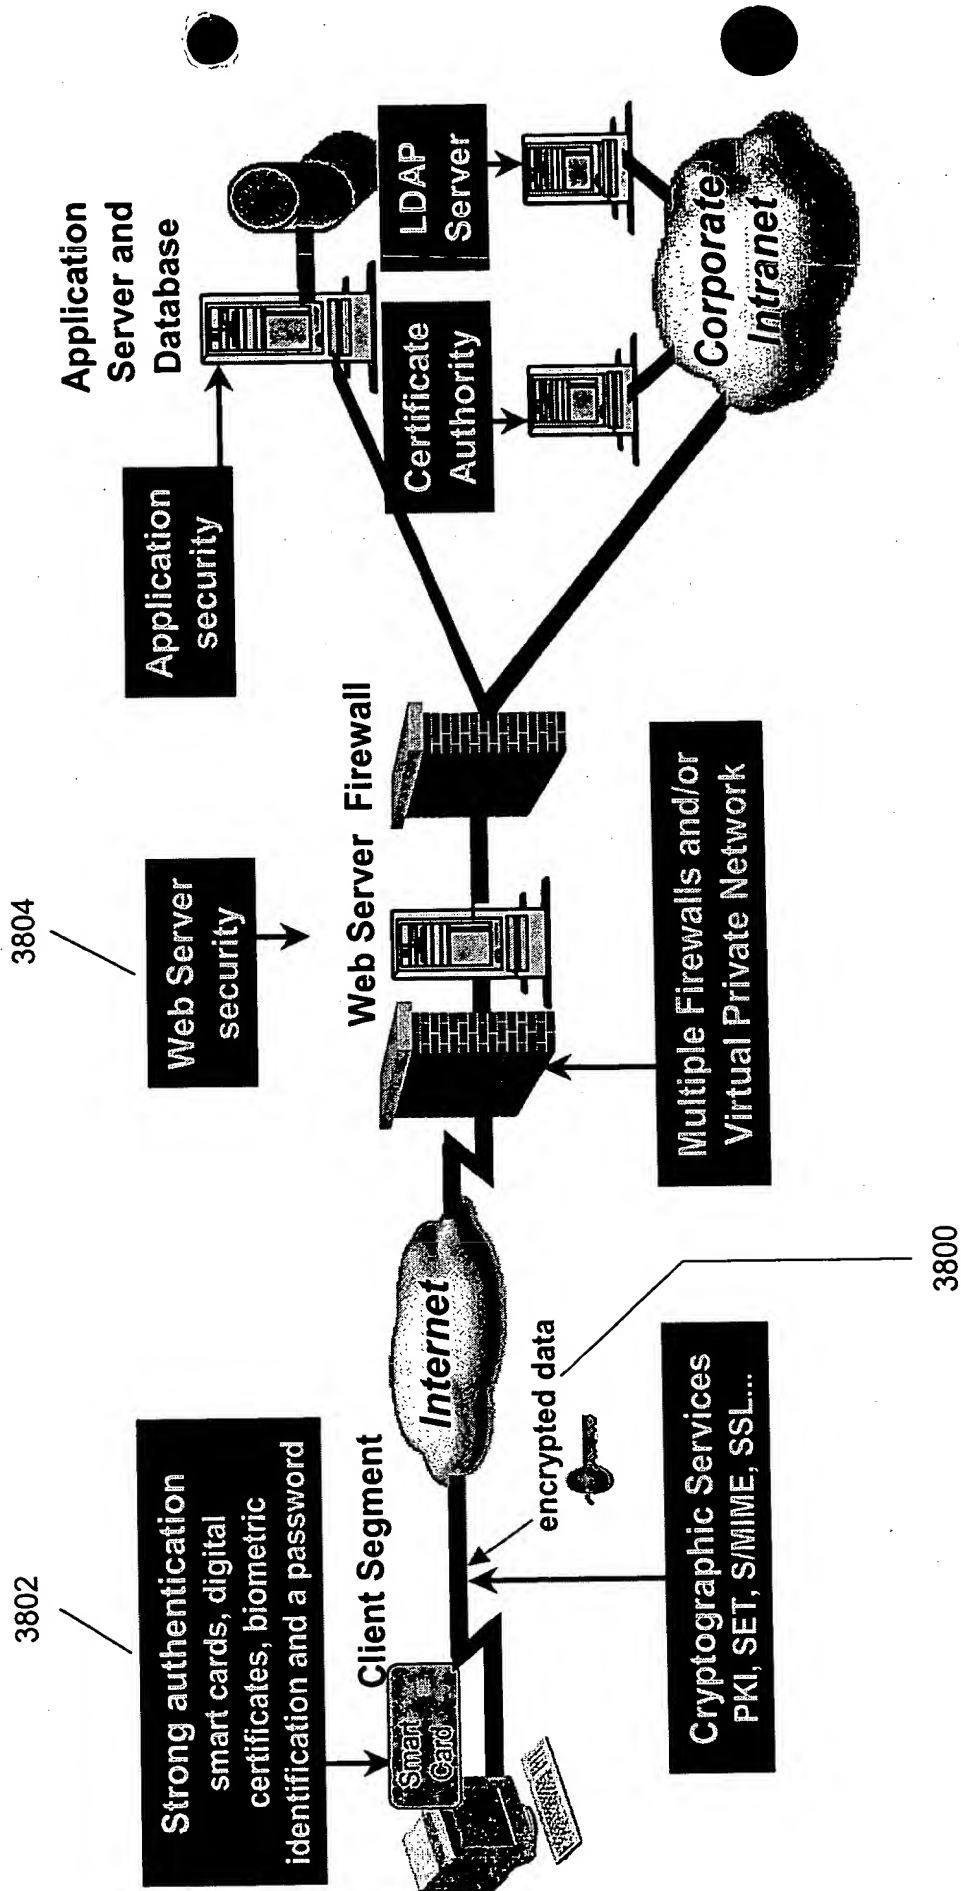 3802
3804
Strong authentication
smart cards, digital
certificates, biometric
identification and a password
Web Server
security
Application
security
Application
Server and
Database
Client Segment
Smart
Card
Internet
Web Server
Firewall
Certificate
Authority
LDAP
Server
encrypted data
Corporate
Intranet
Cryptographic Services
PKI, SET, S/MIME, SSL...
Multiple Firewalls and/or
Virtual Private Network
3800